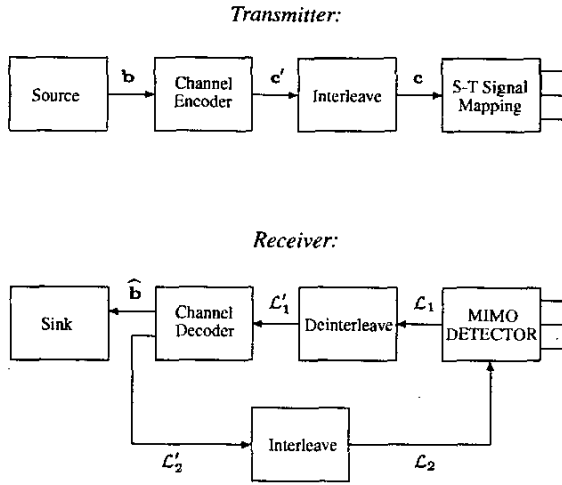 Transmitter:
b
c′
c
Source
Channel
Encoder
Interleave
S-T Signal
Mapping
Receiver:
b̂
ℒ′₁
ℒ₁
Sink
Channel
Decoder
Deinterleave
MIMO
DETECTOR
Interleave
ℒ′₂
ℒ₂